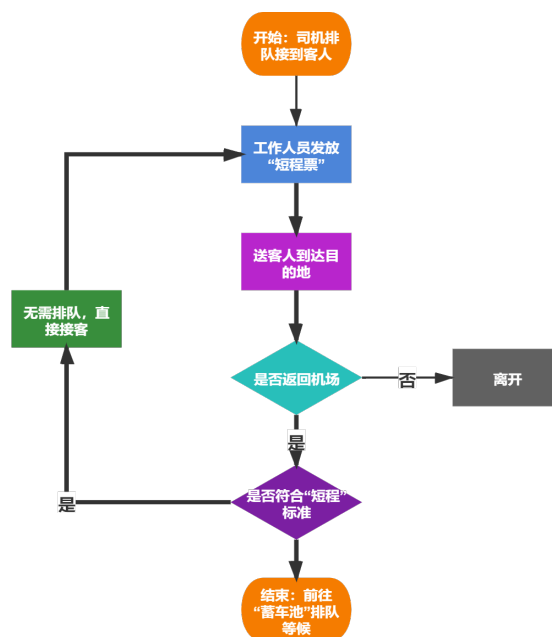 开始：司机排
队接到客人
工作人员发放
“短程票”
送客人到达目
的地
无需排队，直
接接客
是否返回机场
否
离开
是
是否符合“短程”
标准
是
结束：前往
“蓄车池”排队
等候